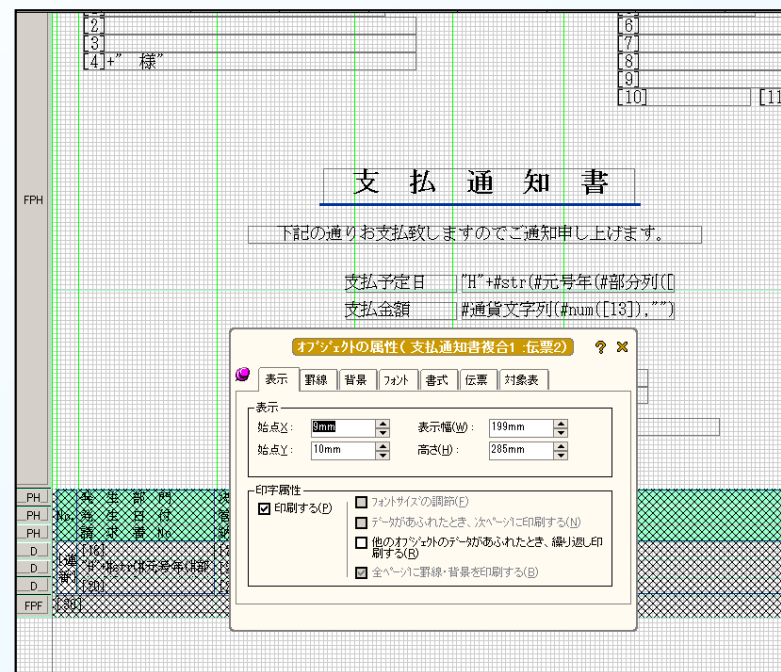 [2]
[6]
[3]
[7]
[4]+" 様"
[8]
[9]
[10]
[11
FPH
支 払 通 知 書
下記の通りお支払致しますのでご通知申し上げます。
支払予定日
"H"+#str(#元号年(#部分列([
支払金額
#通貨文字列(#num([13]),"")
オブジェクトの属性(支払通知書複合1:伝票2)
表示 罫線 背景 フォント 書式 伝票 対象表
表示
始点X: 9mm 表示幅(W): 199mm
始点Y: 10mm 高さ(H): 285mm
印字属性
印刷する(P)
フォントサイズの調節(F)
データがあふれたとき、次ページに印刷する(N)
他のオブジェクトのデータがあふれたとき、繰り返し印刷する(R)
全ページに罫線・背景を印刷する(B)
PH 発 生 部 門
PH No. 発 生 日 付
PH 請 求 書 No
D [18]
D "H"+#str(#元号年(#部
D [20]
FPF